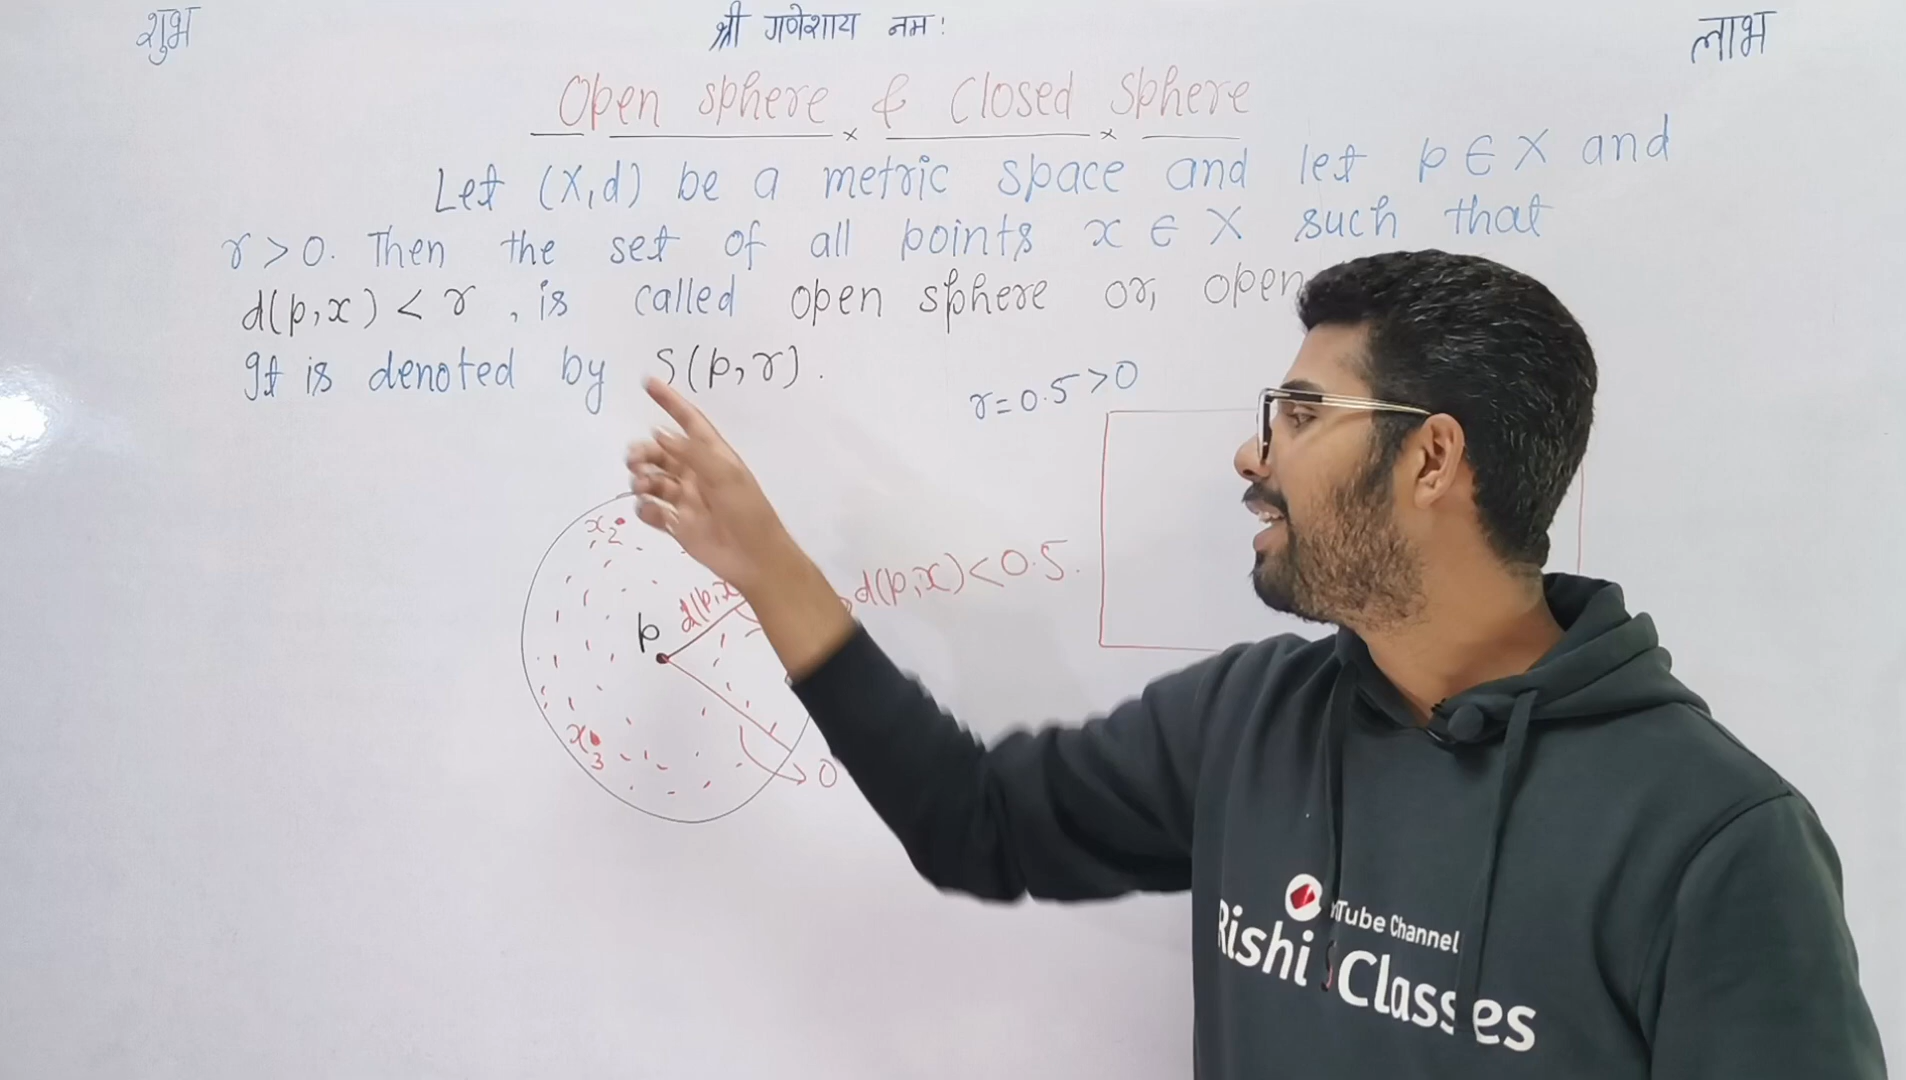 शुभ श्री गणेशाय नमः लाभ
Open sphere & Closed Sphere
Let (X,d) be a metric space and let p ∈ X and
r > 0. Then the set of all points x ∈ X such that
d(p,x) < r, is called open sphere or, open
It is denoted by S(p,r).
r = 0.5 > 0
x₂
d(p,x) < 0.5.
d(p,x
p
x₃
0
Tube Channel
Rishi Classes